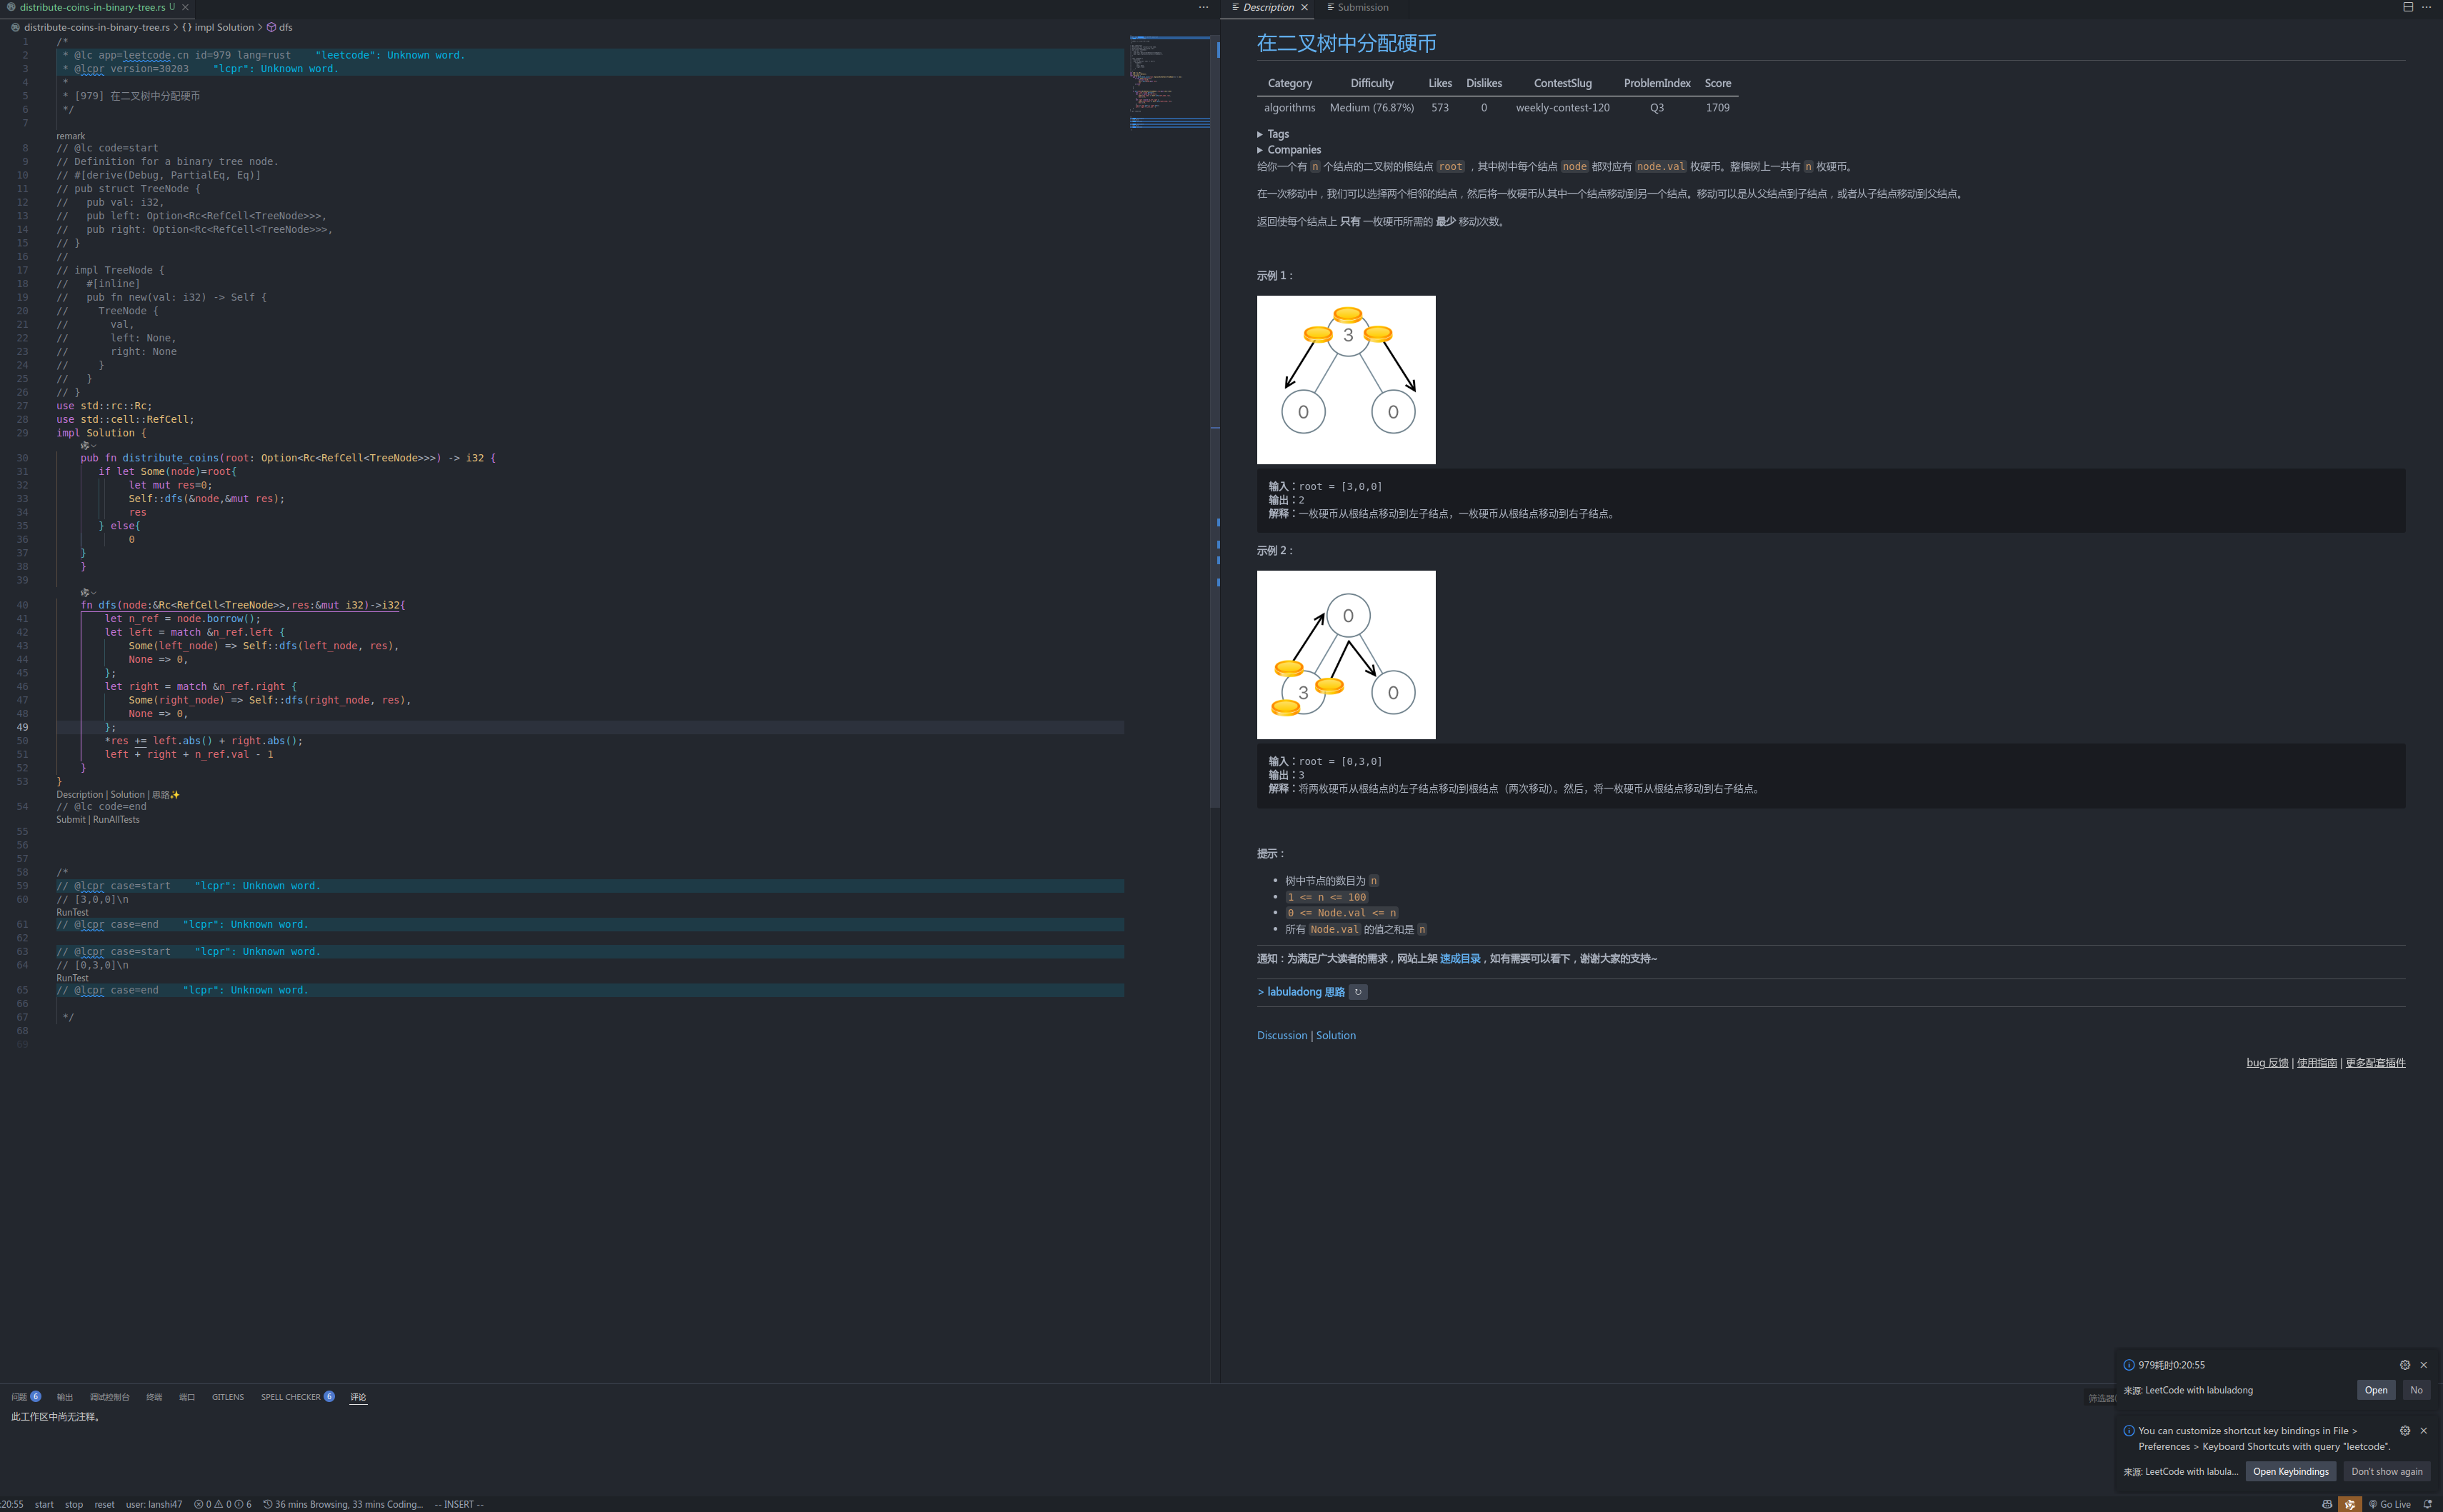 distribute-coins-in-binary-tree.rs U
distribute-coins-in-binary-tree.rs > {} impl Solution > dfs
1 /*
2  * @lc app=leetcode.cn id=979 lang=rust    "leetcode": Unknown word.
3  * @lcpr version=30203    "lcpr": Unknown word.
4  *
5  * [979] 在二叉树中分配硬币
6  */
7
remark
8 // @lc code=start
9 // Definition for a binary tree node.
10 // #[derive(Debug, PartialEq, Eq)]
11 // pub struct TreeNode {
12 //   pub val: i32,
13 //   pub left: Option<Rc<RefCell<TreeNode>>>,
14 //   pub right: Option<Rc<RefCell<TreeNode>>>,
15 // }
16 //
17 // impl TreeNode {
18 //   #[inline]
19 //   pub fn new(val: i32) -> Self {
20 //     TreeNode {
21 //       val,
22 //       left: None,
23 //       right: None
24 //     }
25 //   }
26 // }
27 use std::rc::Rc;
28 use std::cell::RefCell;
29 impl Solution {
30     pub fn distribute_coins(root: Option<Rc<RefCell<TreeNode>>>) -> i32 {
31        if let Some(node)=root{
32             let mut res=0;
33             Self::dfs(&node,&mut res);
34             res
35        } else{
36             0
37     }
38     }
39
40     fn dfs(node:&Rc<RefCell<TreeNode>>,res:&mut i32)->i32{
41         let n_ref = node.borrow();
42         let left = match &n_ref.left {
43             Some(left_node) => Self::dfs(left_node, res),
44             None => 0,
45         };
46         let right = match &n_ref.right {
47             Some(right_node) => Self::dfs(right_node, res),
48             None => 0,
49         };
50         *res += left.abs() + right.abs();
51         left + right + n_ref.val - 1
52     }
53 }
Description | Solution | 思路✨
54 // @lc code=end
Submit | RunAllTests
55
56
57
58 /*
59 // @lcpr case=start    "lcpr": Unknown word.
60 // [3,0,0]\n
RunTest
61 // @lcpr case=end    "lcpr": Unknown word.
62
63 // @lcpr case=start    "lcpr": Unknown word.
64 // [0,3,0]\n
RunTest
65 // @lcpr case=end    "lcpr": Unknown word.
66
67  */
68
69
Description
Submission
在二叉树中分配硬币
Category Difficulty Likes Dislikes ContestSlug ProblemIndex Score
algorithms Medium (76.87%) 573 0 weekly-contest-120 Q3 1709
Tags
Companies
给你一个有 n 个结点的二叉树的根结点 root ，其中树中每个结点 node 都对应有 node.val 枚硬币。整棵树上一共有 n 枚硬币。
在一次移动中，我们可以选择两个相邻的结点，然后将一枚硬币从其中一个结点移动到另一个结点。移动可以是从父结点到子结点，或者从子结点移动到父结点。
返回使每个结点上 只有 一枚硬币所需的 最少 移动次数。
示例 1：
3
0 0
输入：root = [3,0,0]
输出：2
解释：一枚硬币从根结点移动到左子结点，一枚硬币从根结点移动到右子结点。
示例 2：
0
3 0
输入：root = [0,3,0]
输出：3
解释：将两枚硬币从根结点的左子结点移动到根结点（两次移动）。然后，将一枚硬币从根结点移动到右子结点。
提示：
树中节点的数目为 n
1 <= n <= 100
0 <= Node.val <= n
所有 Node.val 的值之和是 n
通知：为满足广大读者的需求，网站上架 速成目录，如有需要可以看下，谢谢大家的支持~
> labuladong 思路
Discussion | Solution
bug 反馈 | 使用指南 | 更多配套插件
问题 6 输出 调试控制台 终端 端口 GITLENS SPELL CHECKER 6 评论
筛选器
此工作区中尚无注释。
979耗时0:20:55
来源: LeetCode with labuladong
Open No
You can customize shortcut key bindings in File >
Preferences > Keyboard Shortcuts with query "leetcode".
来源: LeetCode with labula...
Open Keybindings Don't show again
:20:55 start stop reset user: lanshi47 0 0 6 36 mins Browsing, 33 mins Coding... -- INSERT --
Go Live